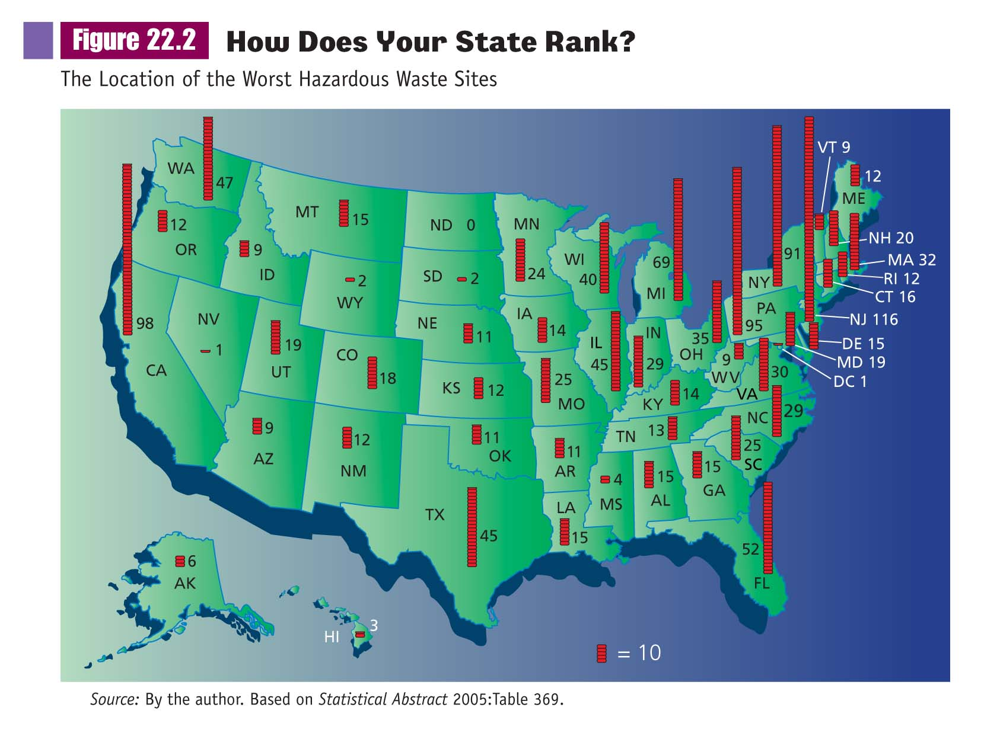 Figure 22.2
How Does Your State Rank?
The Location of the Worst Hazardous Waste Sites
WA
47
12
OR
9
ID
MT
15
ND 0
MN
24
WI
40
69
MI
VT 9
12
ME
NH 20
MA 32
RI 12
CT 16
NJ 116
DE 15
MD 19
DC 1
91
NY
PA
95
98
CA
NV
1
19
UT
2
WY
SD
2
NE
11
IA
14
IL
45
IN
29
35
OH
9
WV
30
VA
CO
18
KS
12
25
MO
14
KY
NC
29
TN 13
25
SC
9
AZ
12
NM
11
OK
11
AR
4
MS
15
AL
15
GA
TX
45
LA
15
52
FL
6
AK
HI
3
= 10
Source: By the author. Based on Statistical Abstract 2005:Table 369.